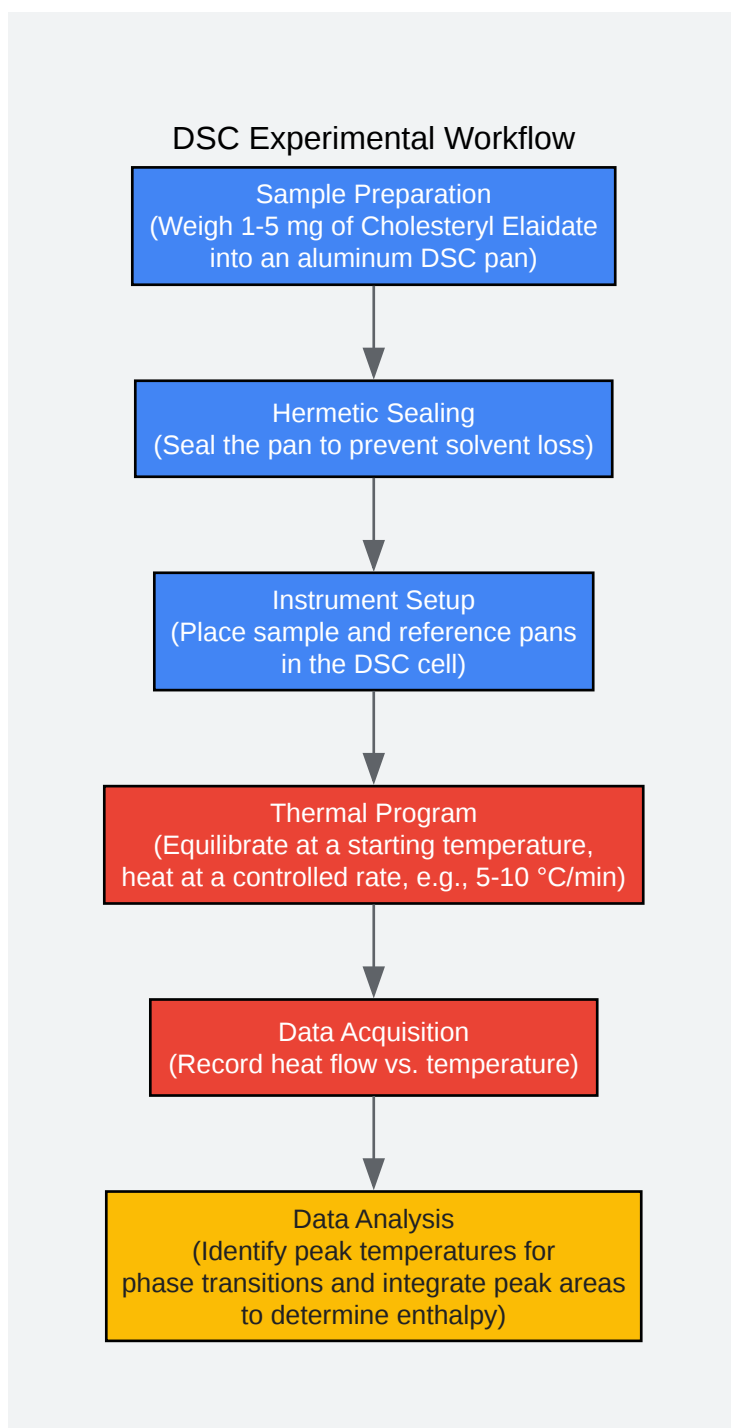 DSC Experimental Workflow
Sample Preparation
(Weigh 1-5 mg of Cholesteryl Elaidate
into an aluminum DSC pan)
Hermetic Sealing
(Seal the pan to prevent solvent loss)
Instrument Setup
(Place sample and reference pans
in the DSC cell)
Thermal Program
(Equilibrate at a starting temperature,
heat at a controlled rate, e.g., 5-10 °C/min)
Data Acquisition
(Record heat flow vs. temperature)
Data Analysis
(Identify peak temperatures for
phase transitions and integrate peak areas
to determine enthalpy)